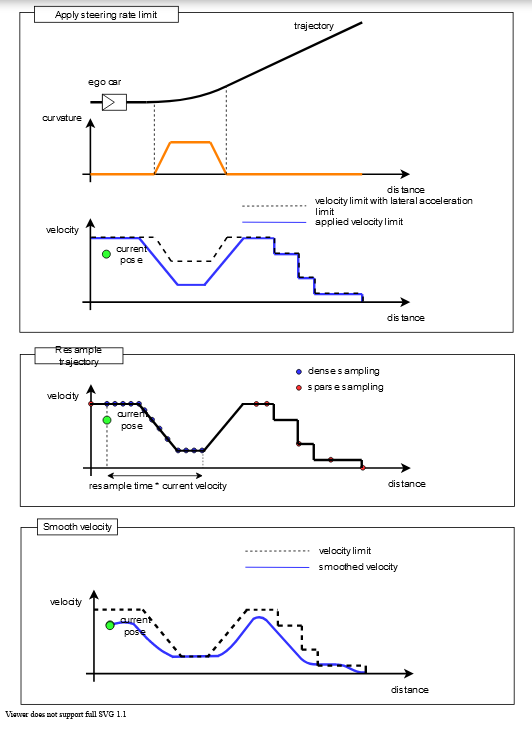 Apply steering rate limit
trajectory
ego car
curvature
distance
velocity limit with lateral acceleration
limit
applied velocity limit
velocity
current
pose
distance
Resample
trajectory
dense sampling
sparse sampling
velocity
current
pose
resample time * current velocity
distance
Smooth velocity
velocity limit
smoothed velocity
velocity
current
pose
distance
Viewer does not support full SVG 1.1